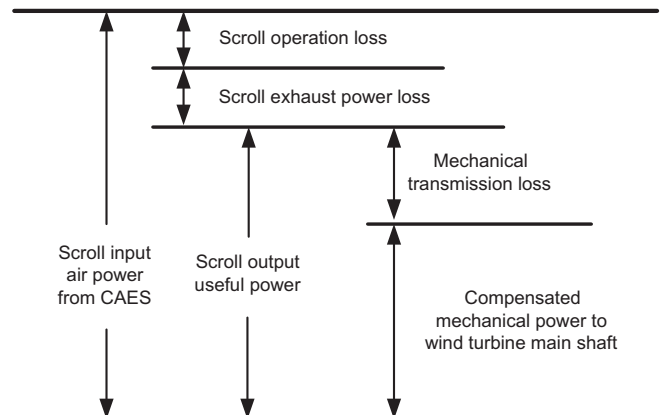 Scroll operation loss
Scroll exhaust power loss
Mechanical
transmission loss
Scroll input
air power
from CAES
Scroll output
useful power
Compensated
mechanical power to
wind turbine main shaft